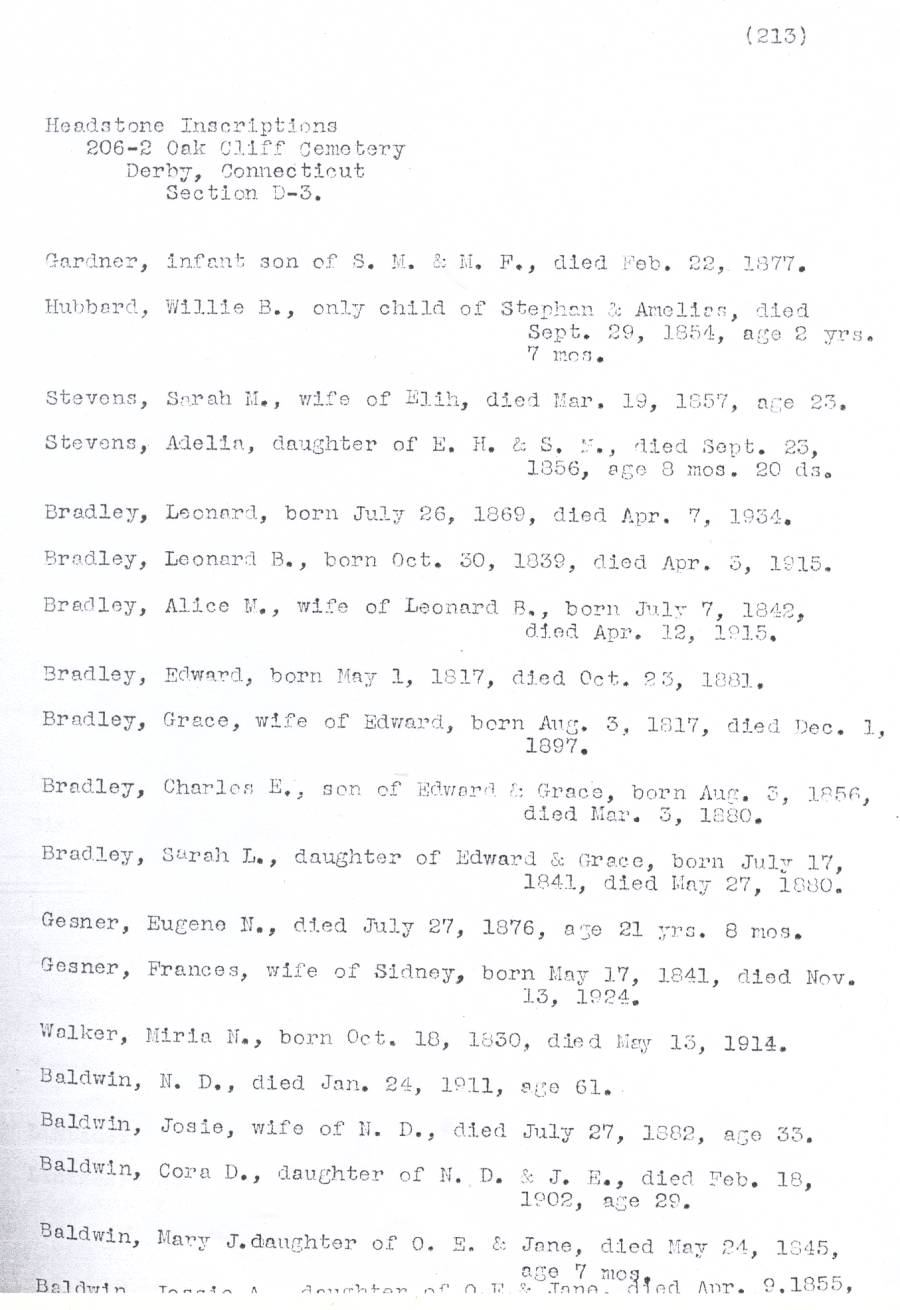 (213)
Headstone Inscriptions
206-2 Oak Cliff Cemetery
Derby, Connecticut
Section D-3.
Gardner, infant son of S. M. & M. F., died Feb. 22, 1877.
Hubbard, Willie B., only child of Stephen & Amelias, died
Sept. 29, 1854, age 2 yrs.
7 mos.
Stevens, Sarah M., wife of Elih, died Mar. 19, 1857, age 23.
Stevens, Adelia, daughter of E. H. & S. M., died Sept. 23,
1856, age 8 mos. 20 ds.
Bradley, Leonard, born July 26, 1869, died Apr. 7, 1934.
Bradley, Leonard B., born Oct. 30, 1839, died Apr. 3, 1915.
Bradley, Alice M., wife of Leonard B., born July 7, 1842,
died Apr. 12, 1915.
Bradley, Edward, born May 1, 1817, died Oct. 23, 1881.
Bradley, Grace, wife of Edward, born Aug. 3, 1817, died Dec. 1,
1897.
Bradley, Charles E., son of Edward & Grace, born Aug. 3, 1856,
died Mar. 3, 1880.
Bradley, Sarah L., daughter of Edward & Grace, born July 17,
1841, died May 27, 1880.
Gesner, Eugene N., died July 27, 1876, age 21 yrs. 8 mos.
Gesner, Frances, wife of Sidney, born May 17, 1841, died Nov.
13, 1924.
Walker, Miria N., born Oct. 18, 1830, died May 13, 1914.
Baldwin, N. D., died Jan. 24, 1911, age 61.
Baldwin, Josie, wife of N. D., died July 27, 1882, age 33.
Baldwin, Cora D., daughter of N. D. & J. E., died Feb. 18,
1902, age 29.
Baldwin, Mary J.daughter of O. E. & Jane, died May 24, 1845,
age 7 mos.
Baldwin, Jessie A., daughter of O.E & Jane, died Apr. 9,1855,